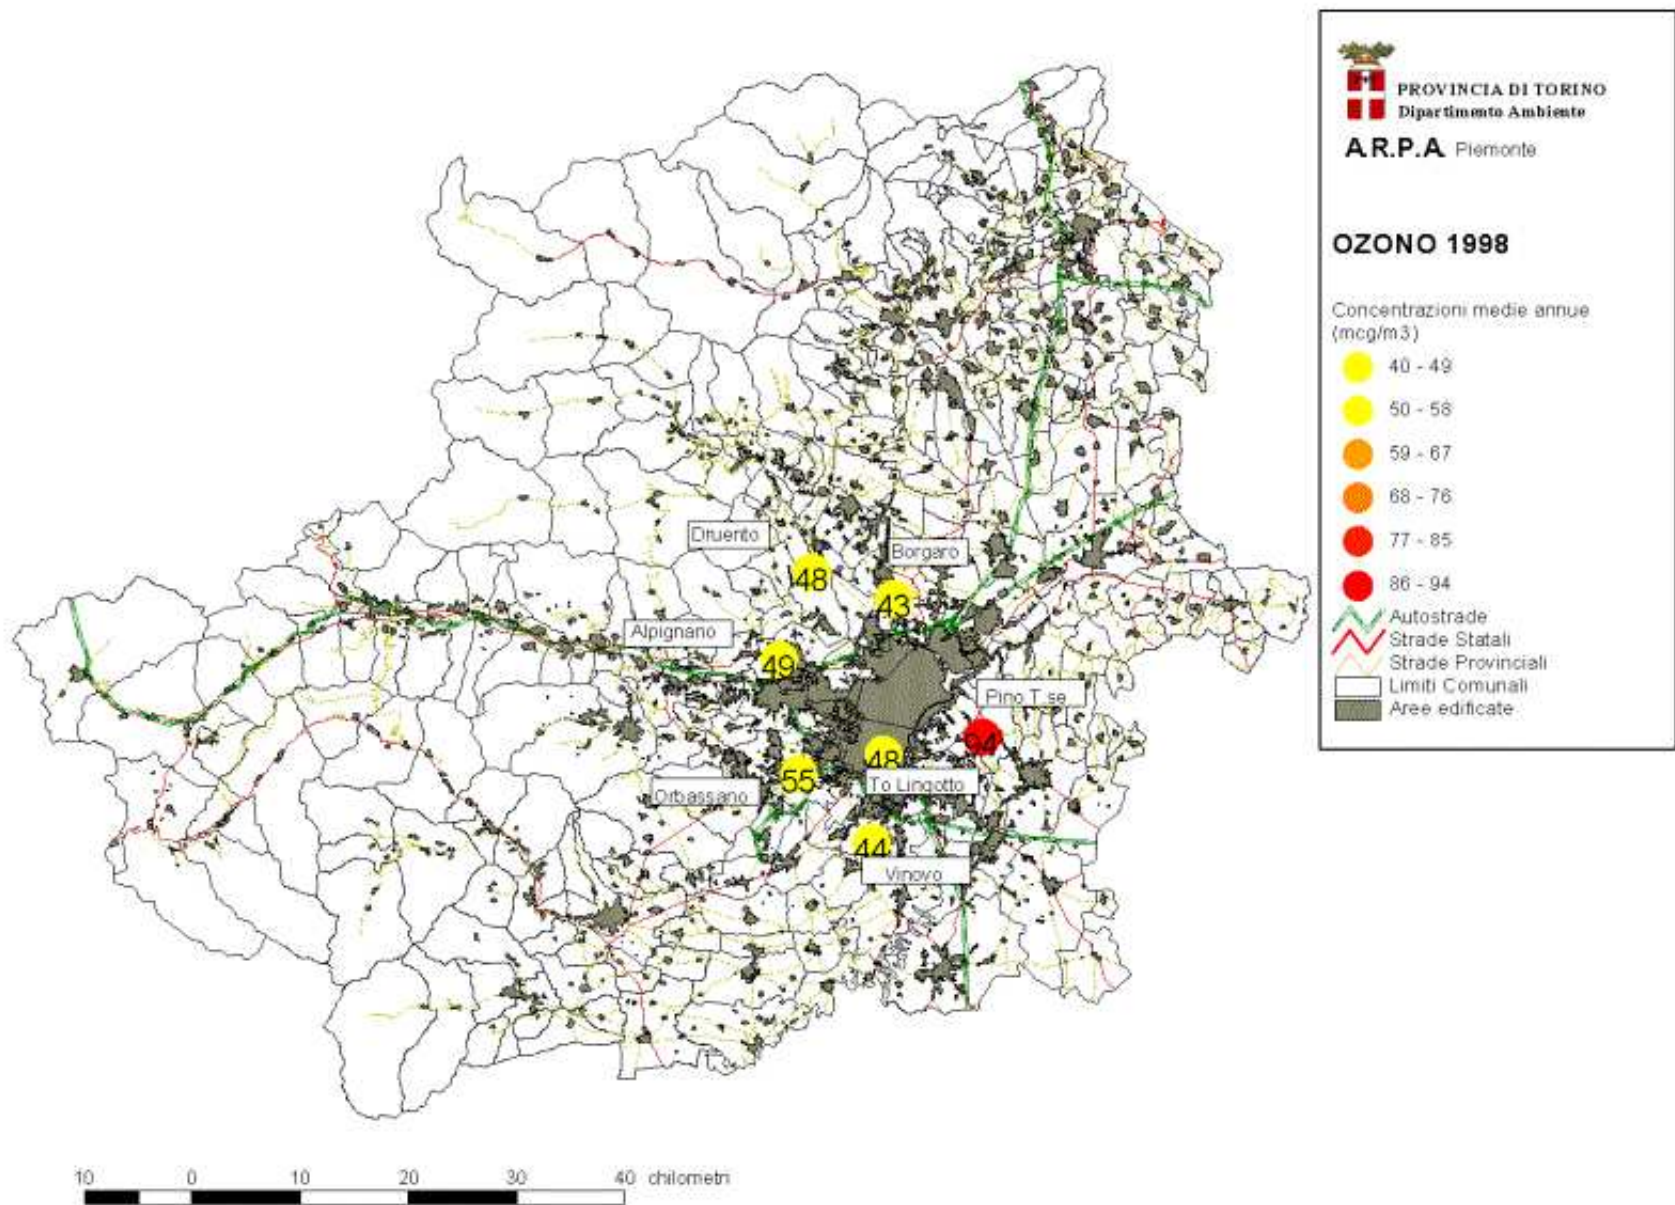 PROVINCIA DI TORINO
Dipartimento Ambiente
A.R.P.A. Piemonte
OZONO 1998
Concentrazioni medie annue
(mcg/m3)
40 - 49
50 - 58
59 - 67
68 - 76
77 - 85
86 - 94
Autostrade
Strade Statali
Strade Provinciali
Limiti Comunali
Aree edificate
Druento
48
Borgaro
43
Alpignano
49
Pino T.se
94
48
55
To Lingotto
Orbassano
44
Vinovo
10 0 10 20 30 40 chilometri